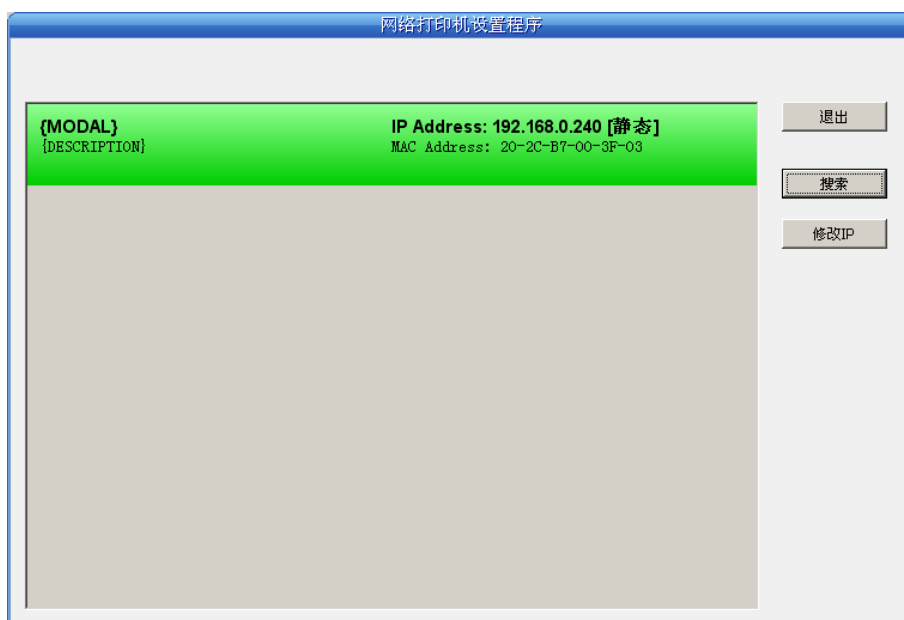 网络打印机设置程序
{MODAL}
IP Address: 192.168.0.240 [静态]
{DESCRIPTION}
MAC Address: 20-2C-B7-00-3F-03
退出
搜索
修改IP